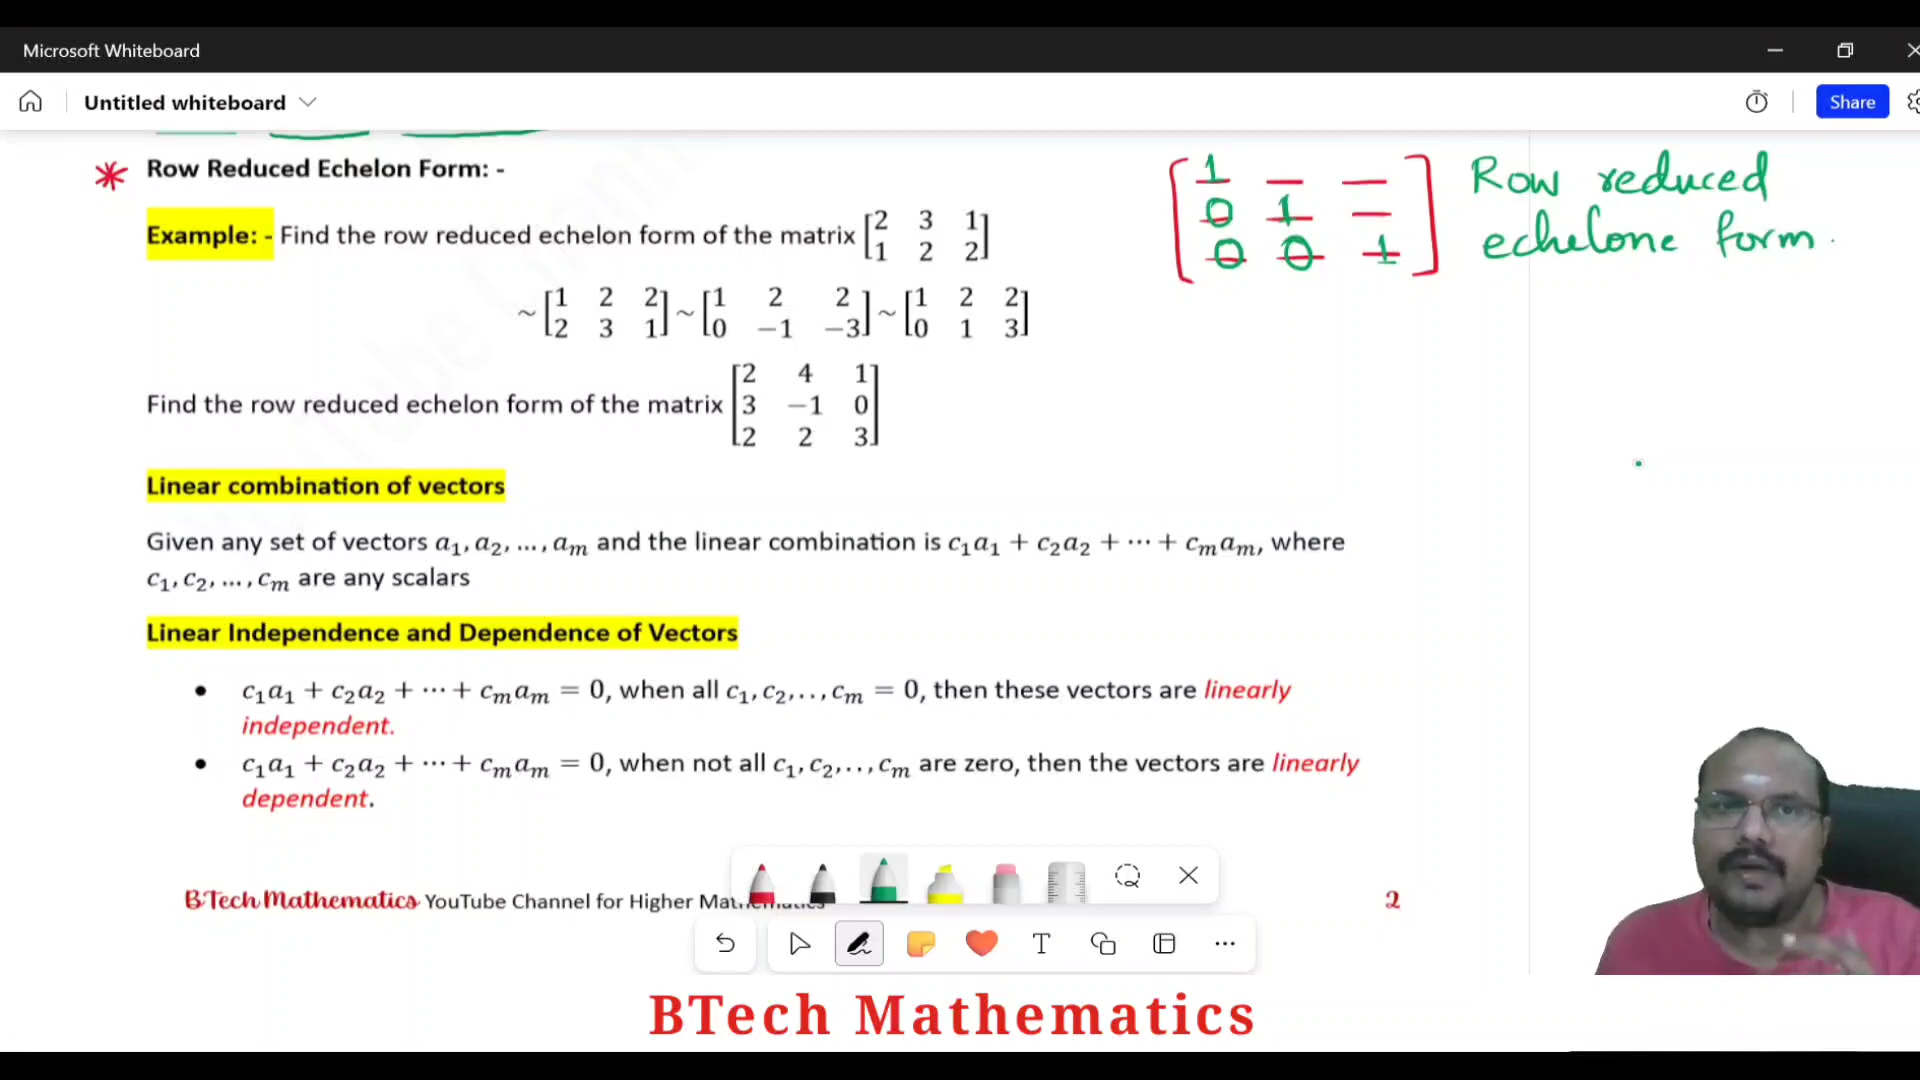 Microsoft Whiteboard
Untitled whiteboard
Share
Row Reduced Echelon Form: -
Example: - Find the row reduced echelon form of the matrix [2 3 1
1 2 2]
~ [1 2 2 ~ [1 2 2 ~ [1 2 2
2 3 1] 0 −1 −3] 0 1 3]
Find the row reduced echelon form of the matrix [2 4 1
3 −1 0
2 2 3]
1 _ _
0 1 _
0 0 1
Row reduced
echelone form.
Linear combination of vectors
Given any set of vectors a₁, a₂, ..., aₘ and the linear combination is c₁a₁ + c₂a₂ + ⋯ + cₘaₘ, where
c₁, c₂, ..., cₘ are any scalars
Linear Independence and Dependence of Vectors
• c₁a₁ + c₂a₂ + ⋯ + cₘaₘ = 0, when all c₁, c₂, .., cₘ = 0, then these vectors are linearly
independent.
• c₁a₁ + c₂a₂ + ⋯ + cₘaₘ = 0, when not all c₁, c₂, .., cₘ are zero, then the vectors are linearly
dependent.
BTech Mathematics YouTube Channel for Higher Mathematics
2
BTech Mathematics